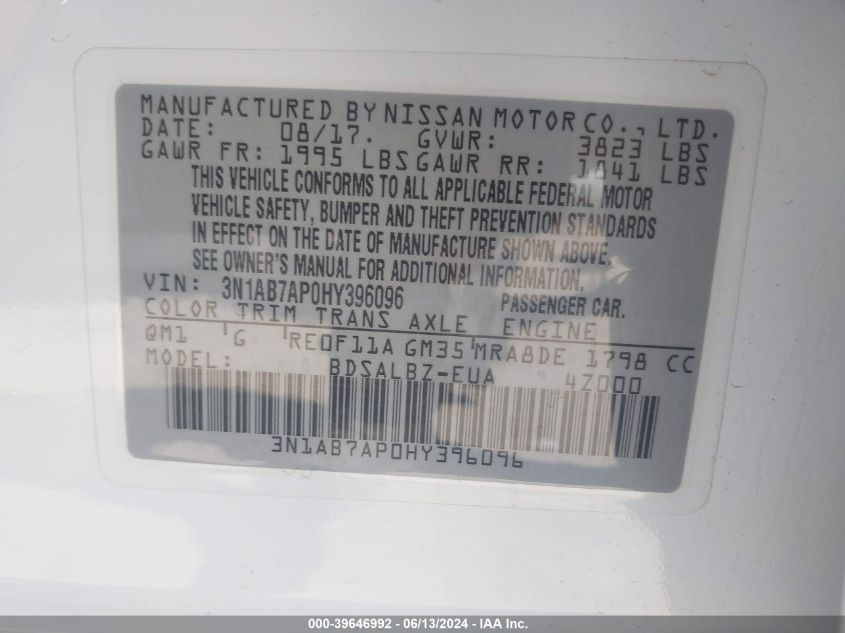 MANUFACTURED BY NISSAN MOTOR CO., LTD.
DATE: 08/17. GVWR: 3823 LBS
GAWR FR: 1995 LBS GAWR RR: 1841 LBS
THIS VEHICLE CONFORMS TO ALL APPLICABLE FEDERAL MOTOR
VEHICLE SAFETY, BUMPER AND THEFT PREVENTION STANDARDS
IN EFFECT ON THE DATE OF MANUFACTURE SHOWN ABOVE.
SEE OWNER'S MANUAL FOR ADDITIONAL INFORMATION.
VIN: 3N1AB7AP0HY396096 PASSENGER CAR.
COLOR TRIM TRANS AXLE ENGINE
QM1 G RE0F11A GM35 MRA8DE 1798 CC
MODEL: BDSALBZ-EUA 4Z000
3N1AB7AP0HY396096
000-39646992 - 06/13/2024 - IAA Inc.